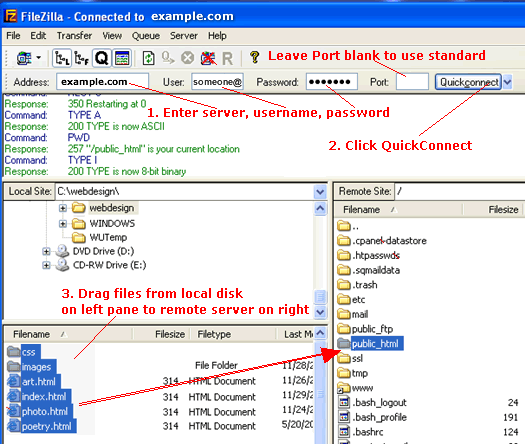 FileZilla - Connected to example.com
File Edit Transfer View Queue Server Help
R ?
Leave Port blank to use standard
Address: example.com User: someone@ Password: ●●●●●●● Port: Quickconnect
Response: 350 Restarting at 0
1. Enter server, username, password
Command: TYPE A
Response: 200 TYPE is now ASCII
Command: PWD
2. Click QuickConnect
Response: 257 "/public_html" is your current location
Command: TYPE I
Response: 200 TYPE is now 8-bit binary
Local Site: C:\webdesign\
webdesign
WINDOWS
WUTemp
DVD Drive (D:)
CD-RW Drive (E:)
3. Drag files from local disk
on left pane to remote server on right
Filename / Filesize Filetype Last M
css
images File Folder 11/28/2
art.html 314 HTML Document 11/26/2
index.html 314 HTML Document 11/29/2
photo.html 314 HTML Document 11/24/2
poetry.html 314 HTML Document 5/20/20
Remote Site: /
Filename / Filesize
..
.cpanel-datastore
.htpasswds
.sqmaildata
.trash
etc
mail
public_ftp
public_html
ssl
tmp
www
.bash_logout 24
.bash_profile 191
.bashrc 124